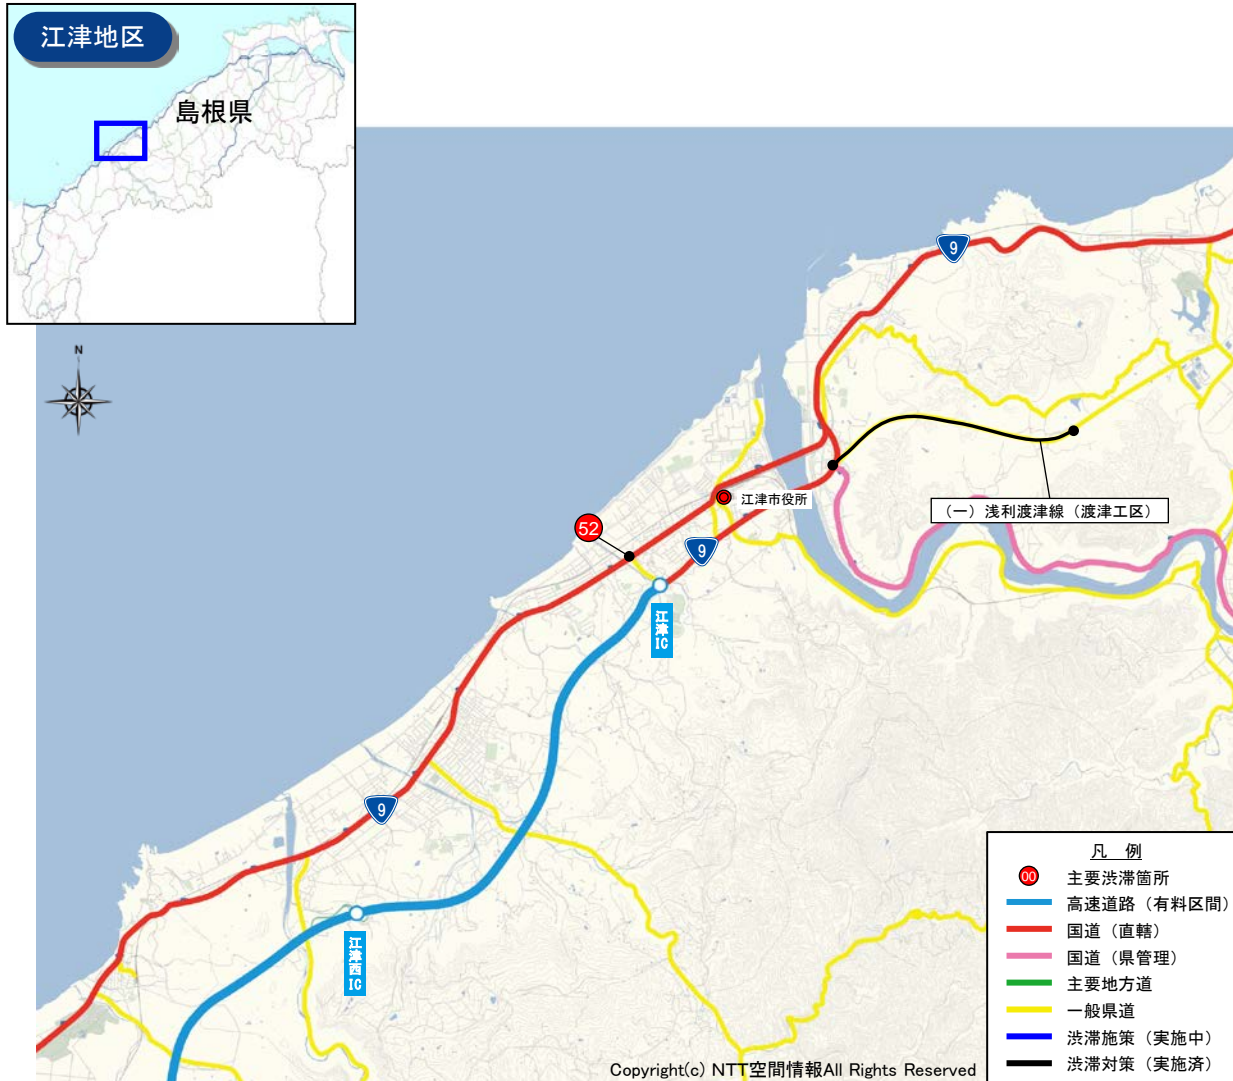 江津地区
島根県
N
9
江津市役所
(一)浅利渡津線(渡津工区)
52
9
江津IC
9
江津西IC
凡 例
00 主要渋滞箇所
高速道路(有料区間)
国道(直轄)
国道(県管理)
主要地方道
一般県道
渋滞施策(実施中)
渋滞対策(実施済)
Copyright(c) NTT空間情報All Rights Reserved